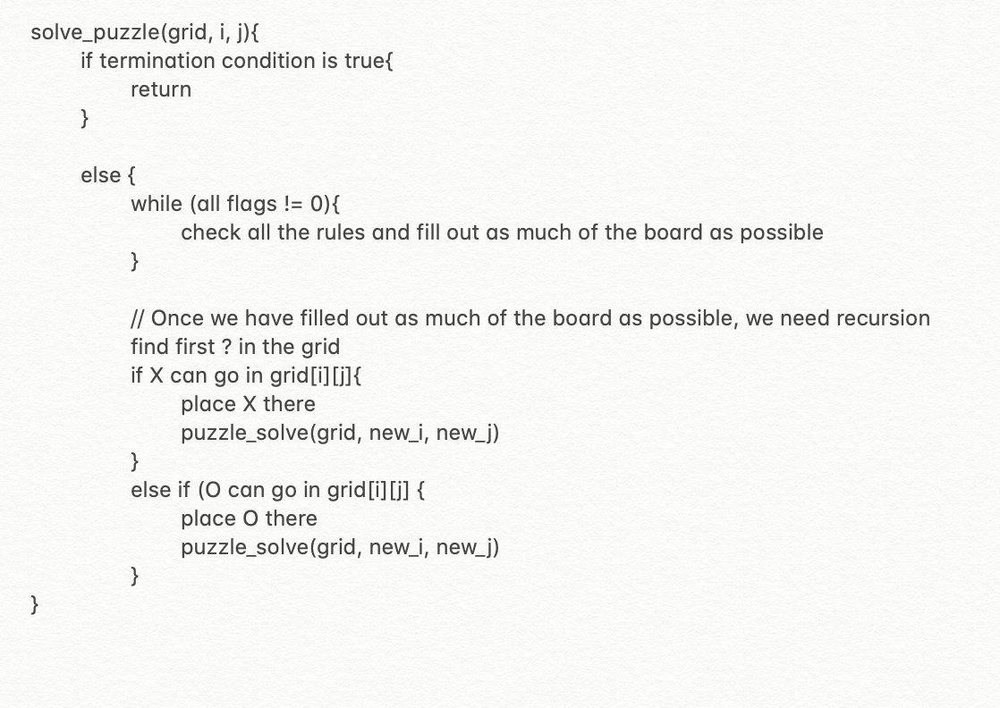 solve_puzzle(grid, i, j){
if termination condition is true{
return
}
else {
while (all flags != 0){
check all the rules and fill out as much of the board as possible
}
// Once we have filled out as much of the board as possible, we need recursion
find first ? in the grid
if X can go in grid[i][j]{
place X there
puzzle_solve(grid, new_i, new_j)
}
else if (O can go in grid[i][j] {
place O there
puzzle_solve(grid, new_i, new_j)
}
}